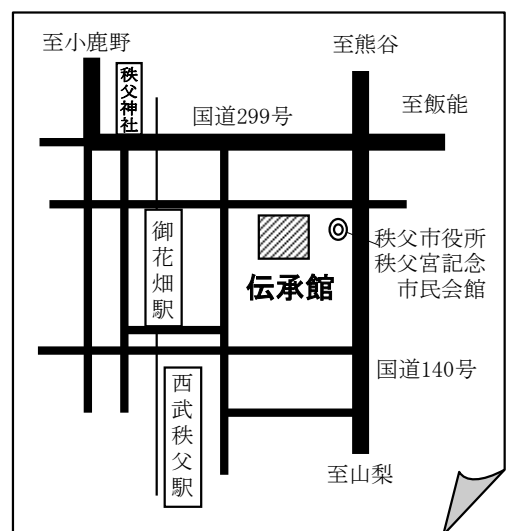 至小鹿野
至熊谷
秩父神社
国道299号
至飯能
御花畑駅
伝承館
秩父市役所
秩父宮記念
市民会館
国道140号
西武秩父駅
至山梨